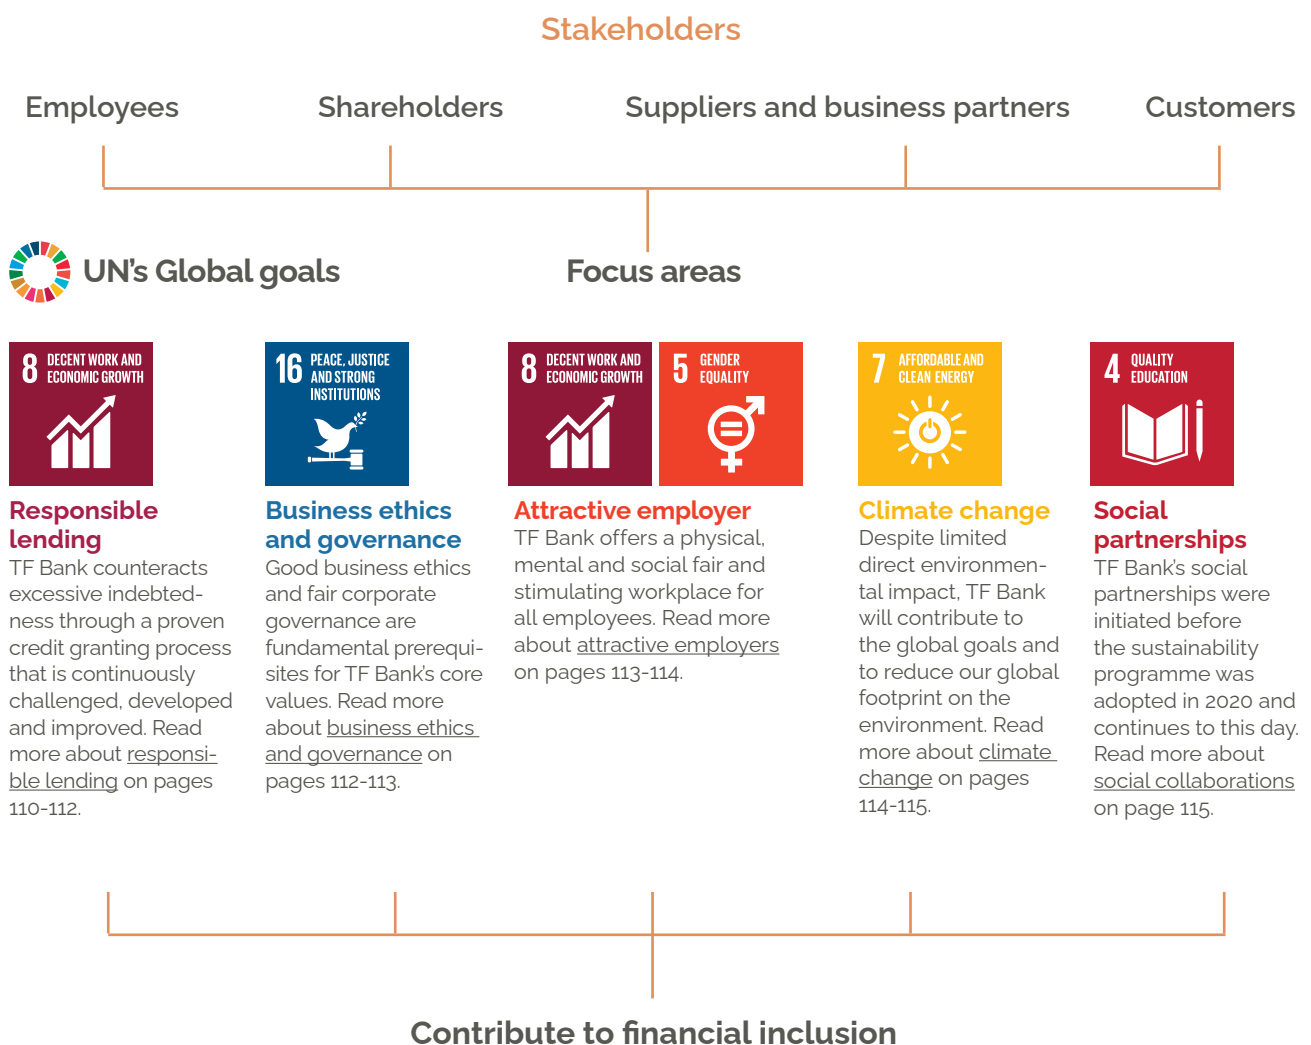 Stakeholders
Employees
Shareholders
Suppliers and business partners
Customers
UN's Global goals
Focus areas
8 DECENT WORK AND
ECONOMIC GROWTH
Responsible
lending
TF Bank counteracts
excessive indebted-
ness through a proven
credit granting process
that is continuously
challenged, developed
and improved. Read
more about responsi-
ble lending on pages
110-112.
16 PEACE, JUSTICE
AND STRONG
INSTITUTIONS
Business ethics
and governance
Good business ethics
and fair corporate
governance are
fundamental prerequi-
sites for TF Bank's core
values. Read more
about business ethics
and governance on
pages 112-113.
8 DECENT WORK AND
ECONOMIC GROWTH
5 GENDER
EQUALITY
Attractive employer
TF Bank offers a physical,
mental and social fair and
stimulating workplace for
all employees. Read more
about attractive employers
on pages 113-114.
7 AFFORDABLE AND
CLEAN ENERGY
Climate change
Despite limited
direct environmen-
tal impact, TF Bank
will contribute to
the global goals and
to reduce our global
footprint on the
environment. Read
more about climate
change on pages
114-115.
4 QUALITY
EDUCATION
Social
partnerships
TF Bank's social
partnerships were
initiated before
the sustainability
programme was
adopted in 2020 and
continues to this day.
Read more about
social collaborations
on page 115.
Contribute to financial inclusion